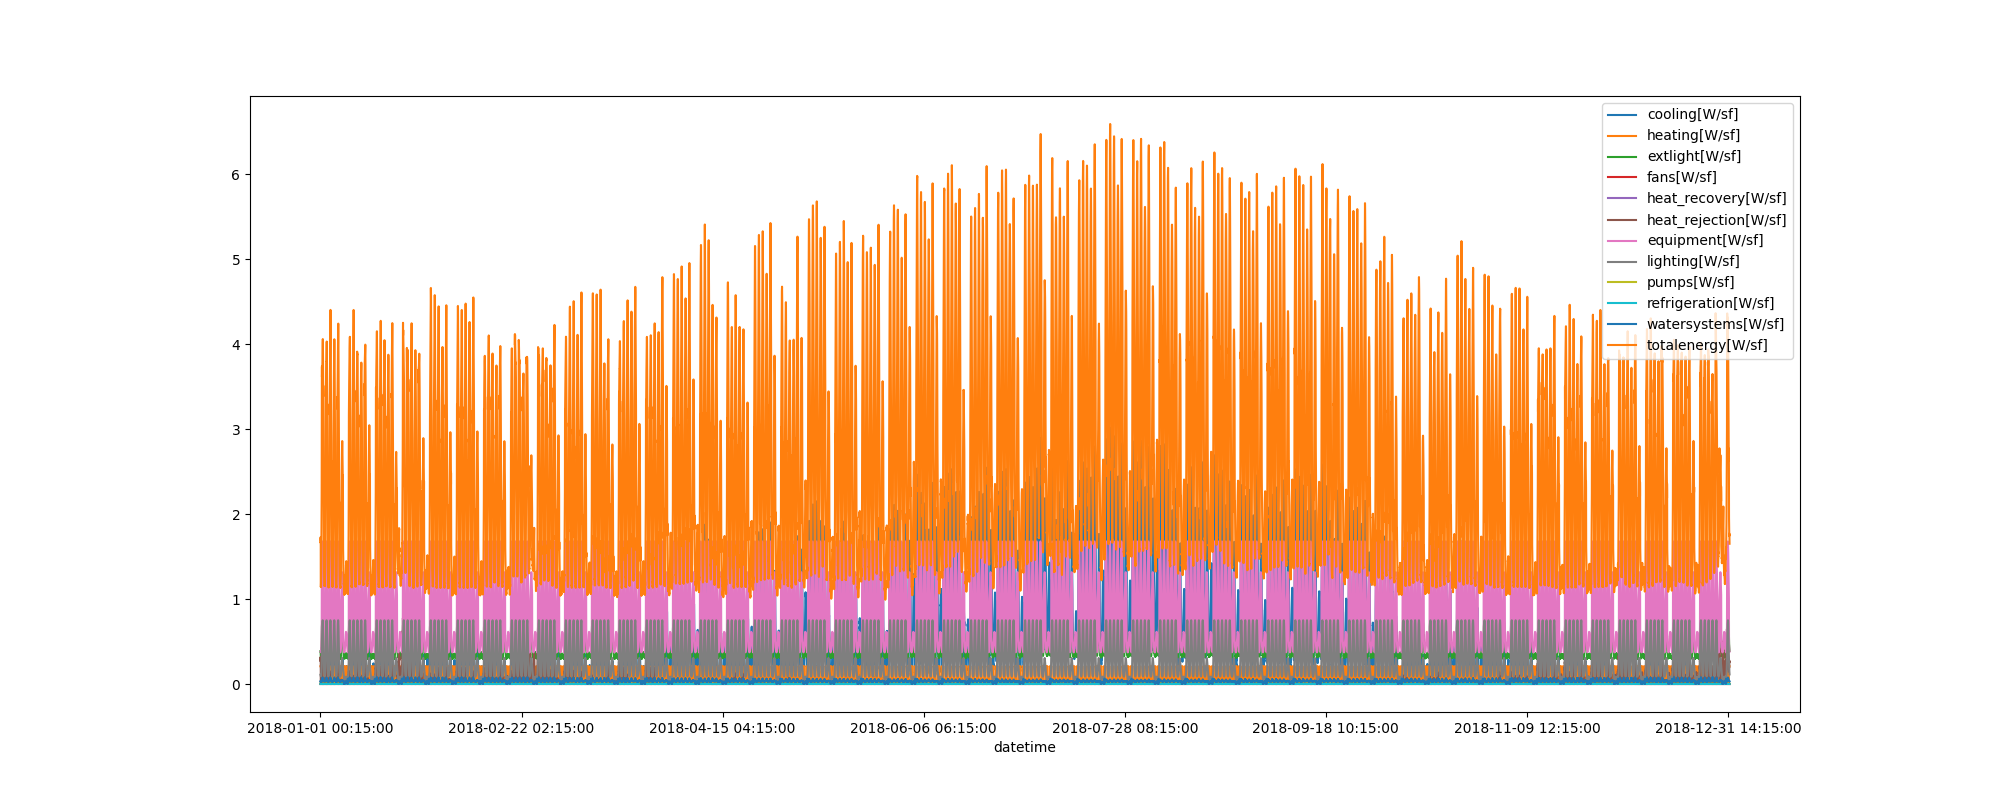 cooling[W/sf]
heating[W/sf]
extlight[W/sf]
fans[W/sf]
heat_recovery[W/sf]
heat_rejection[W/sf]
equipment[W/sf]
lighting[W/sf]
pumps[W/sf]
refrigeration[W/sf]
watersystems[W/sf]
totalenergy[W/sf]
6
5
4
3
2
1
0
2018-01-01 00:15:00 2018-02-22 02:15:00 2018-04-15 04:15:00 2018-06-06 06:15:00 2018-07-28 08:15:00 2018-09-18 10:15:00 2018-11-09 12:15:00 2018-12-31 14:15:00
datetime